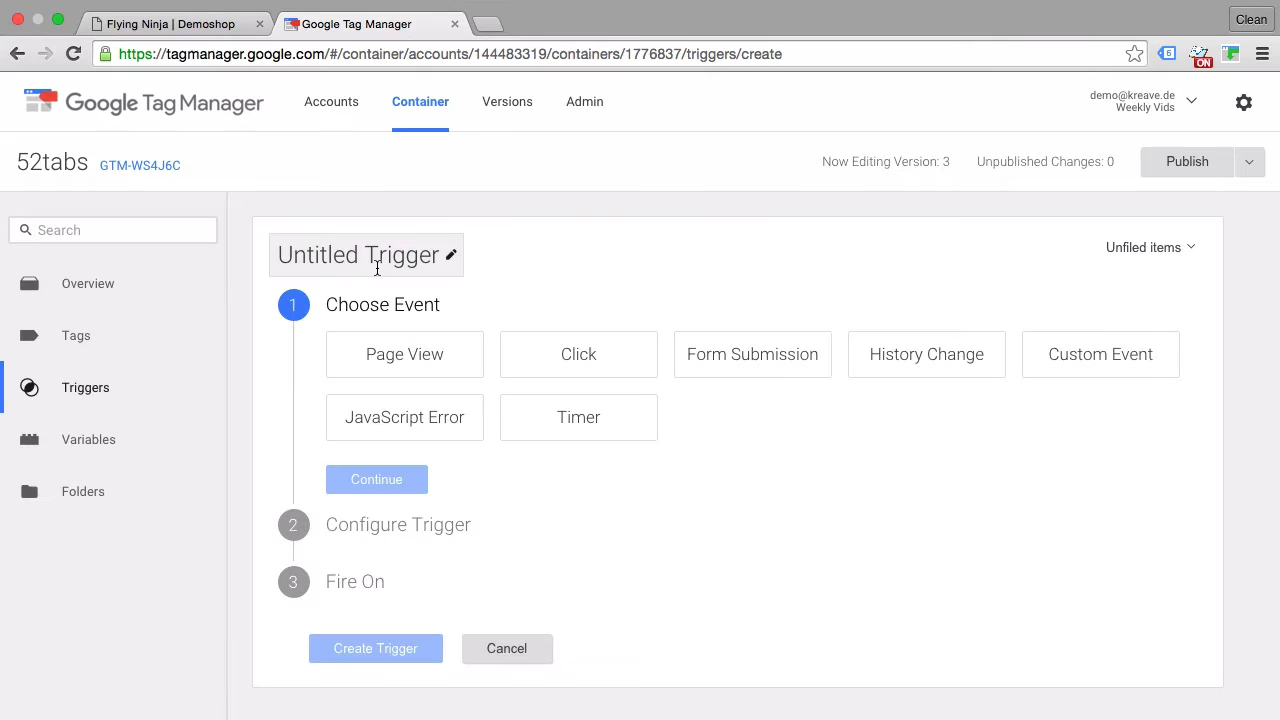 Flying Ninja | Demoshop
Google Tag Manager
Clean
https://tagmanager.google.com/#/container/accounts/144483319/containers/1776837/triggers/create
6
ON
Google Tag Manager
Accounts
Container
Versions
Admin
demo@kreave.de
Weekly Vids
52tabs
GTM-WS4J6C
Now Editing Version: 3
Unpublished Changes: 0
Publish
Search
Overview
Tags
Triggers
Variables
Folders
Untitled Trigger
Unfiled items
1
Choose Event
Page View
Click
Form Submission
History Change
Custom Event
JavaScript Error
Timer
Continue
2
Configure Trigger
3
Fire On
Create Trigger
Cancel